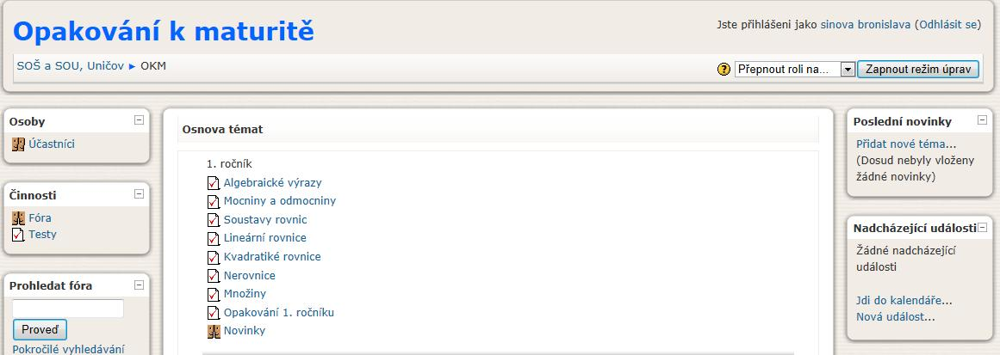 Opakování k maturitě
Jste přihlášeni jako sinova bronislava (Odhlásit se)
SOŠ a SOU, Uničov ► OKM
Přepnout roli na...
Zapnout režim úprav
Osoby
Účastníci
Činnosti
Fóra
Testy
Prohledat fóra
Proveď
Pokročilé vyhledávání
Osnova témat
1. ročník
Algebraické výrazy
Mocniny a odmocniny
Soustavy rovnic
Lineární rovnice
Kvadratiké rovnice
Nerovnice
Množiny
Opakování 1. ročníku
Novinky
Poslední novinky
Přidat nové téma...
(Dosud nebyly vloženy
žádné novinky)
Nadcházející události
Žádné nadcházející
události
Jdi do kalendáře...
Nová událost...